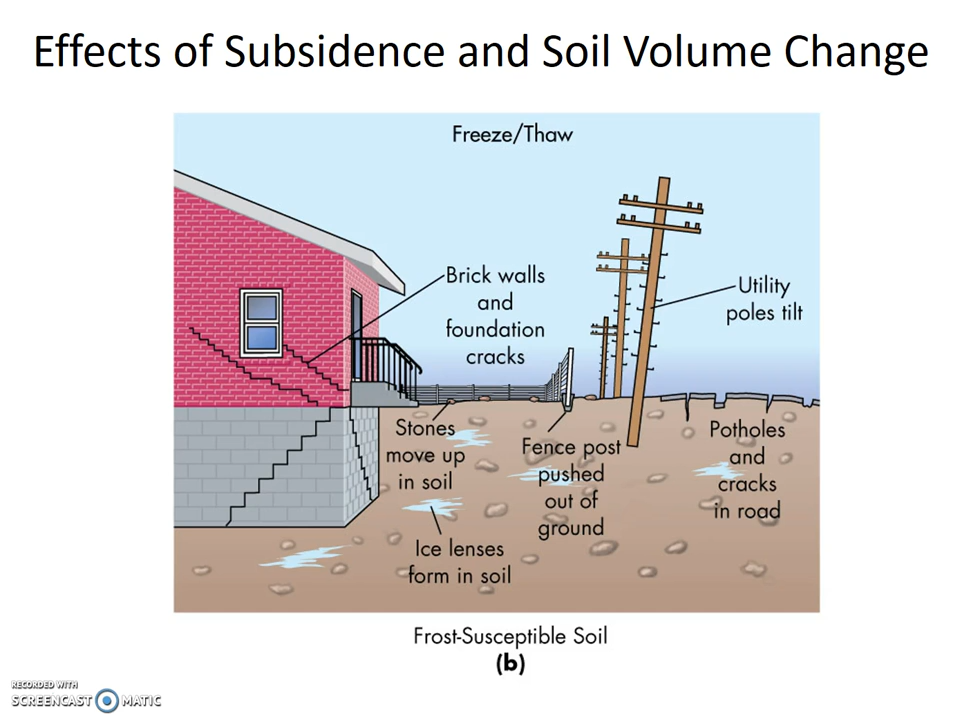 Effects of Subsidence and Soil Volume Change
Freeze/Thaw
Brick walls
and
foundation
cracks
Utility
poles tilt
Stones
move up
in soil
Fence post
pushed
out of
ground
Potholes
and
cracks
in road
Ice lenses
form in soil
Frost-Susceptible Soil
(b)
RECORDED WITH
SCREENCAST MATIC